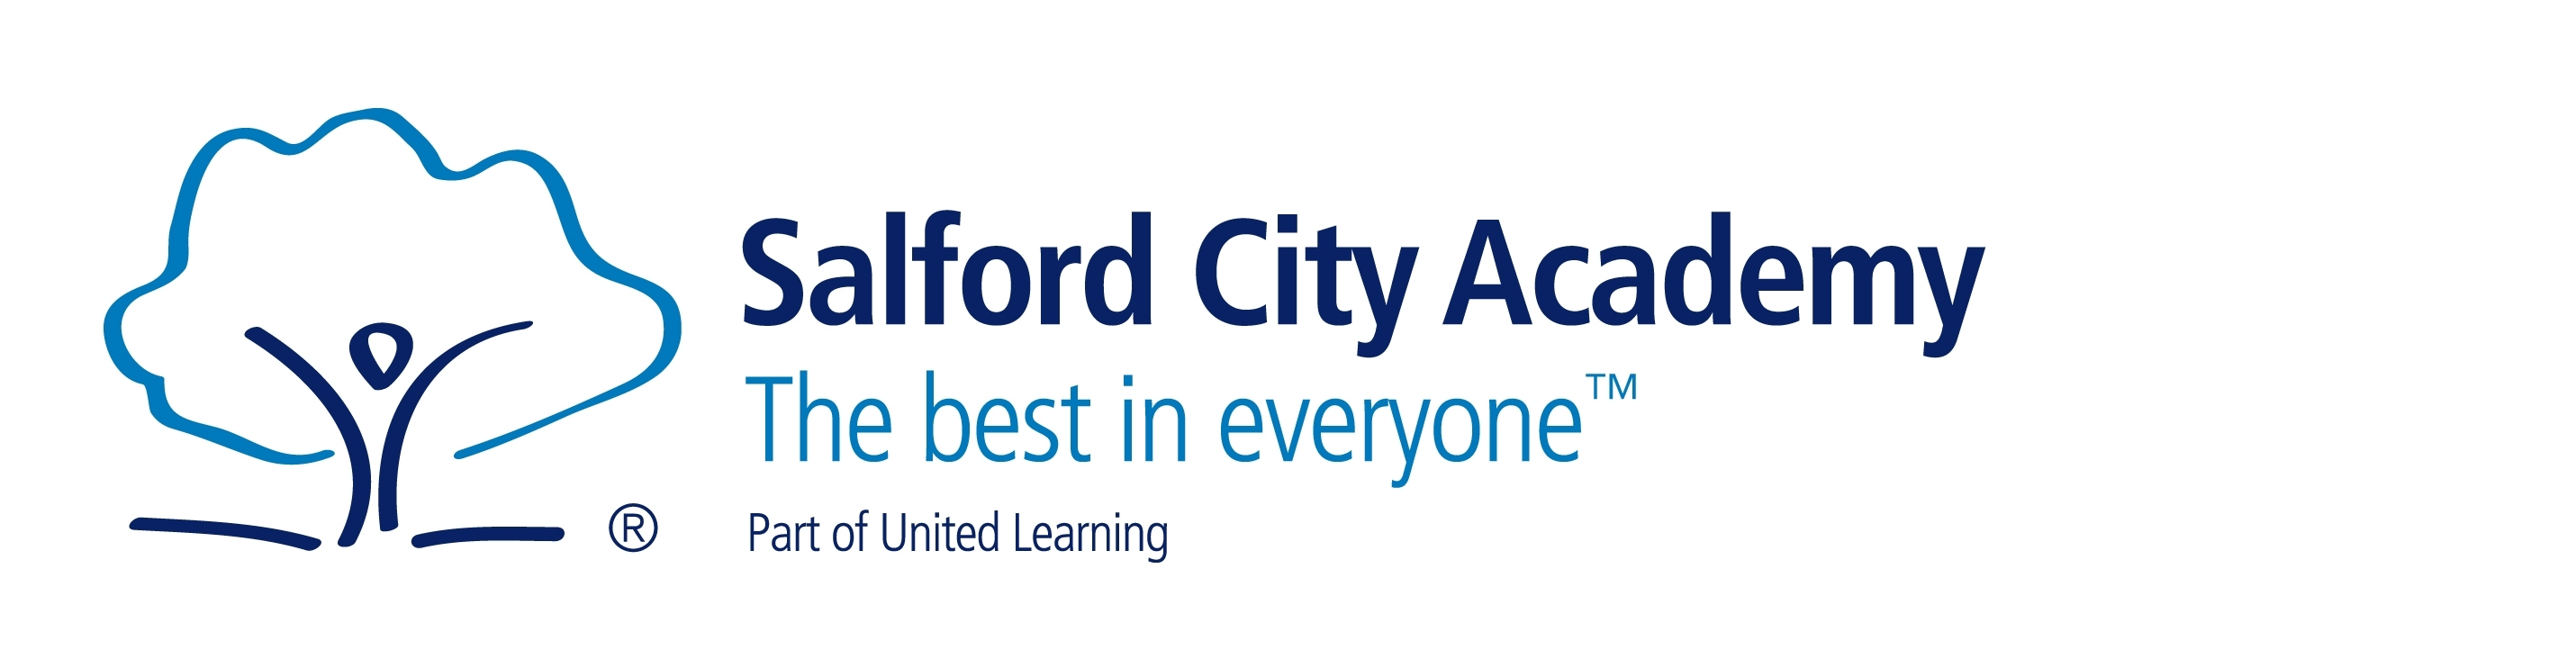 Salford City Academy
The best in everyone™
Part of United Learning
®